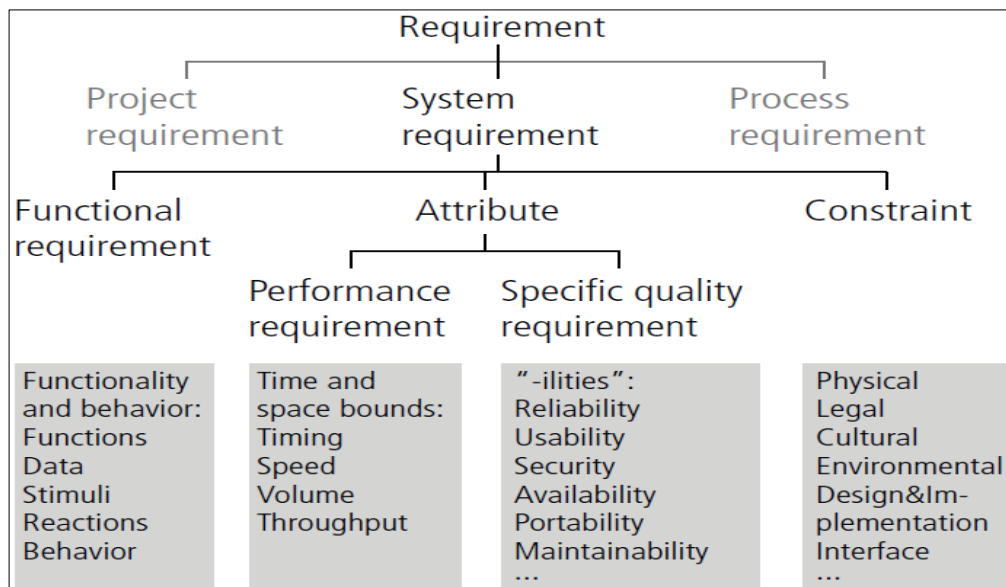 Requirement
Project
requirement
System
requirement
Process
requirement
Functional
requirement
Attribute
Constraint
Performance
requirement
Specific quality
requirement
Functionality
and behavior:
Functions
Data
Stimuli
Reactions
Behavior
Time and
space bounds:
Timing
Speed
Volume
Throughput
“-ilities”:
Reliability
Usability
Security
Availability
Portability
Maintainability
...
Physical
Legal
Cultural
Environmental
Design&Im-
plementation
Interface
...